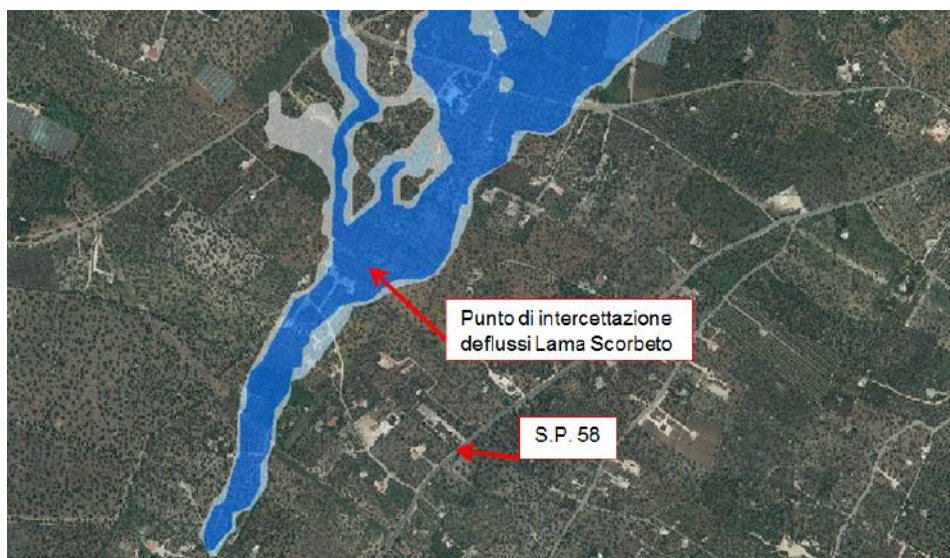 Punto di intercettazione
deflussi Lama Scorbeto
S.P. 58